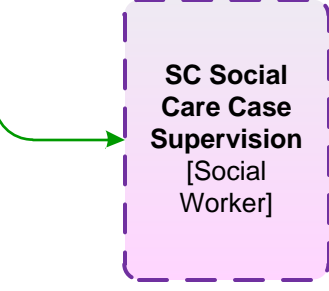 SC Social
Care Case
Supervision
[Social
Worker]